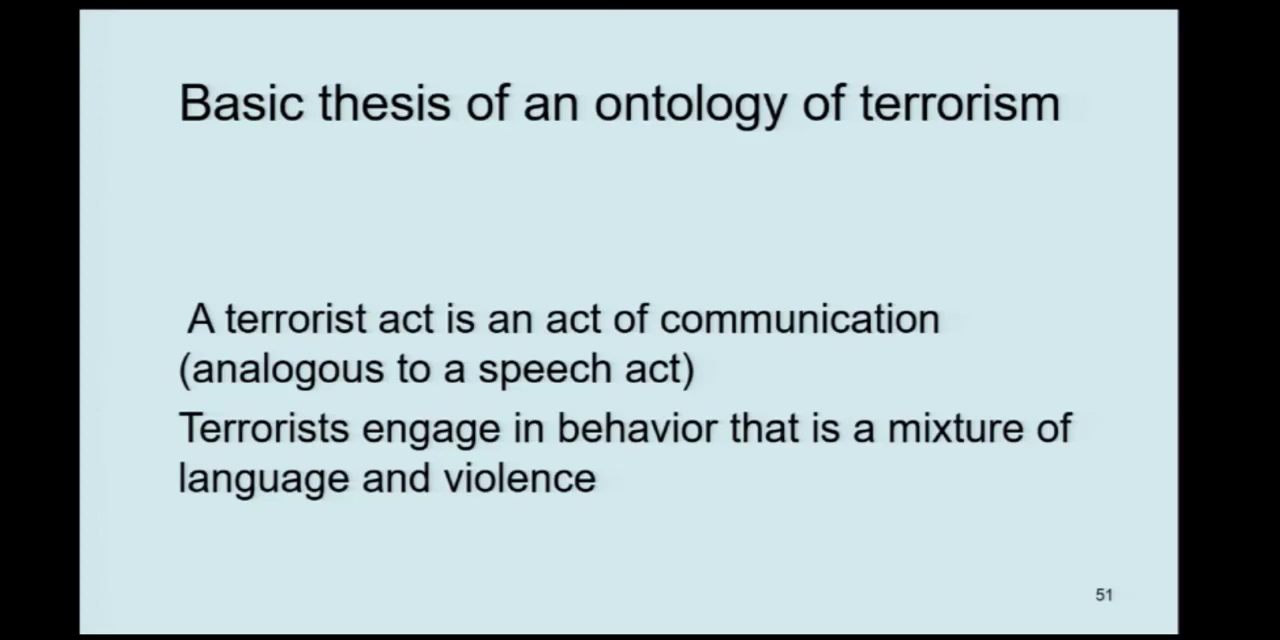 Basic thesis of an ontology of terrorism
A terrorist act is an act of communication
(analogous to a speech act)
Terrorists engage in behavior that is a mixture of
language and violence
51